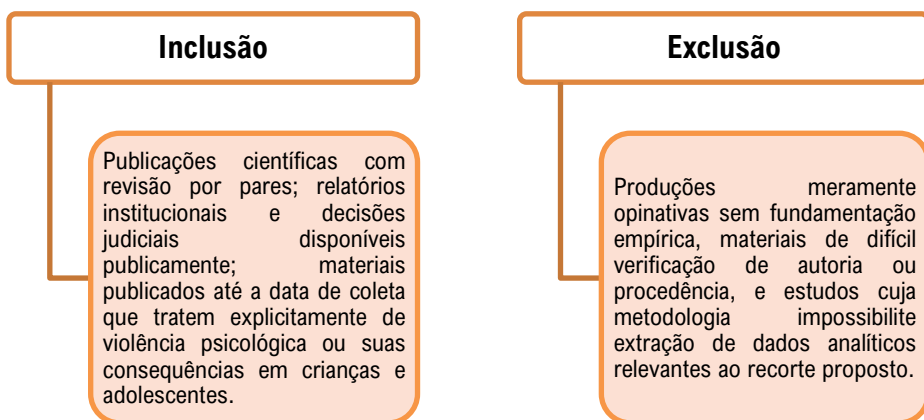 Inclusão
Publicações científicas com
revisão por pares; relatórios
institucionais e decisões
judiciais disponíveis
publicamente; materiais
publicados até a data de coleta
que tratem explicitamente de
violência psicológica ou suas
consequências em crianças e
adolescentes.
Exclusão
Produções meramente
opinativas sem fundamentação
empírica, materiais de difícil
verificação de autoria ou
procedência, e estudos cuja
metodologia impossibilite
extração de dados analíticos
relevantes ao recorte proposto.